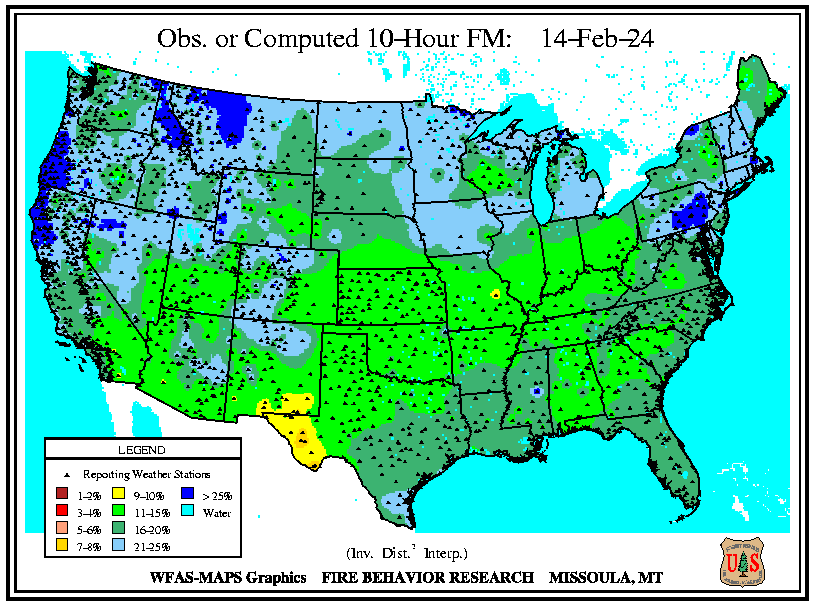 Obs. or Computed 10-Hour FM: 14-Feb-24
LEGEND
Reporting Weather Stations
1-2% 9-10% > 25%
3-4% 11-15% Water
5-6% 16-20%
7-8% 21-25%
(Inv. Dist.² Interp.)
WFAS-MAPS Graphics FIRE BEHAVIOR RESEARCH MISSOULA, MT
U S